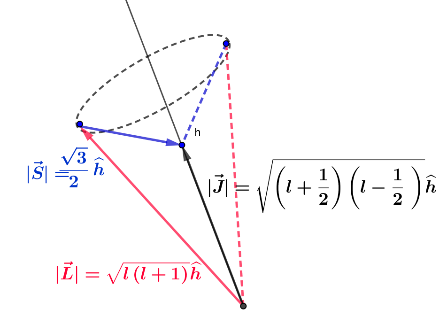 h
|S⃗| = √3/2 ĥ
|J⃗| = √((l + 1/2)(l − 1/2)) ĥ
|L⃗| = √(l(l + 1)) ĥ